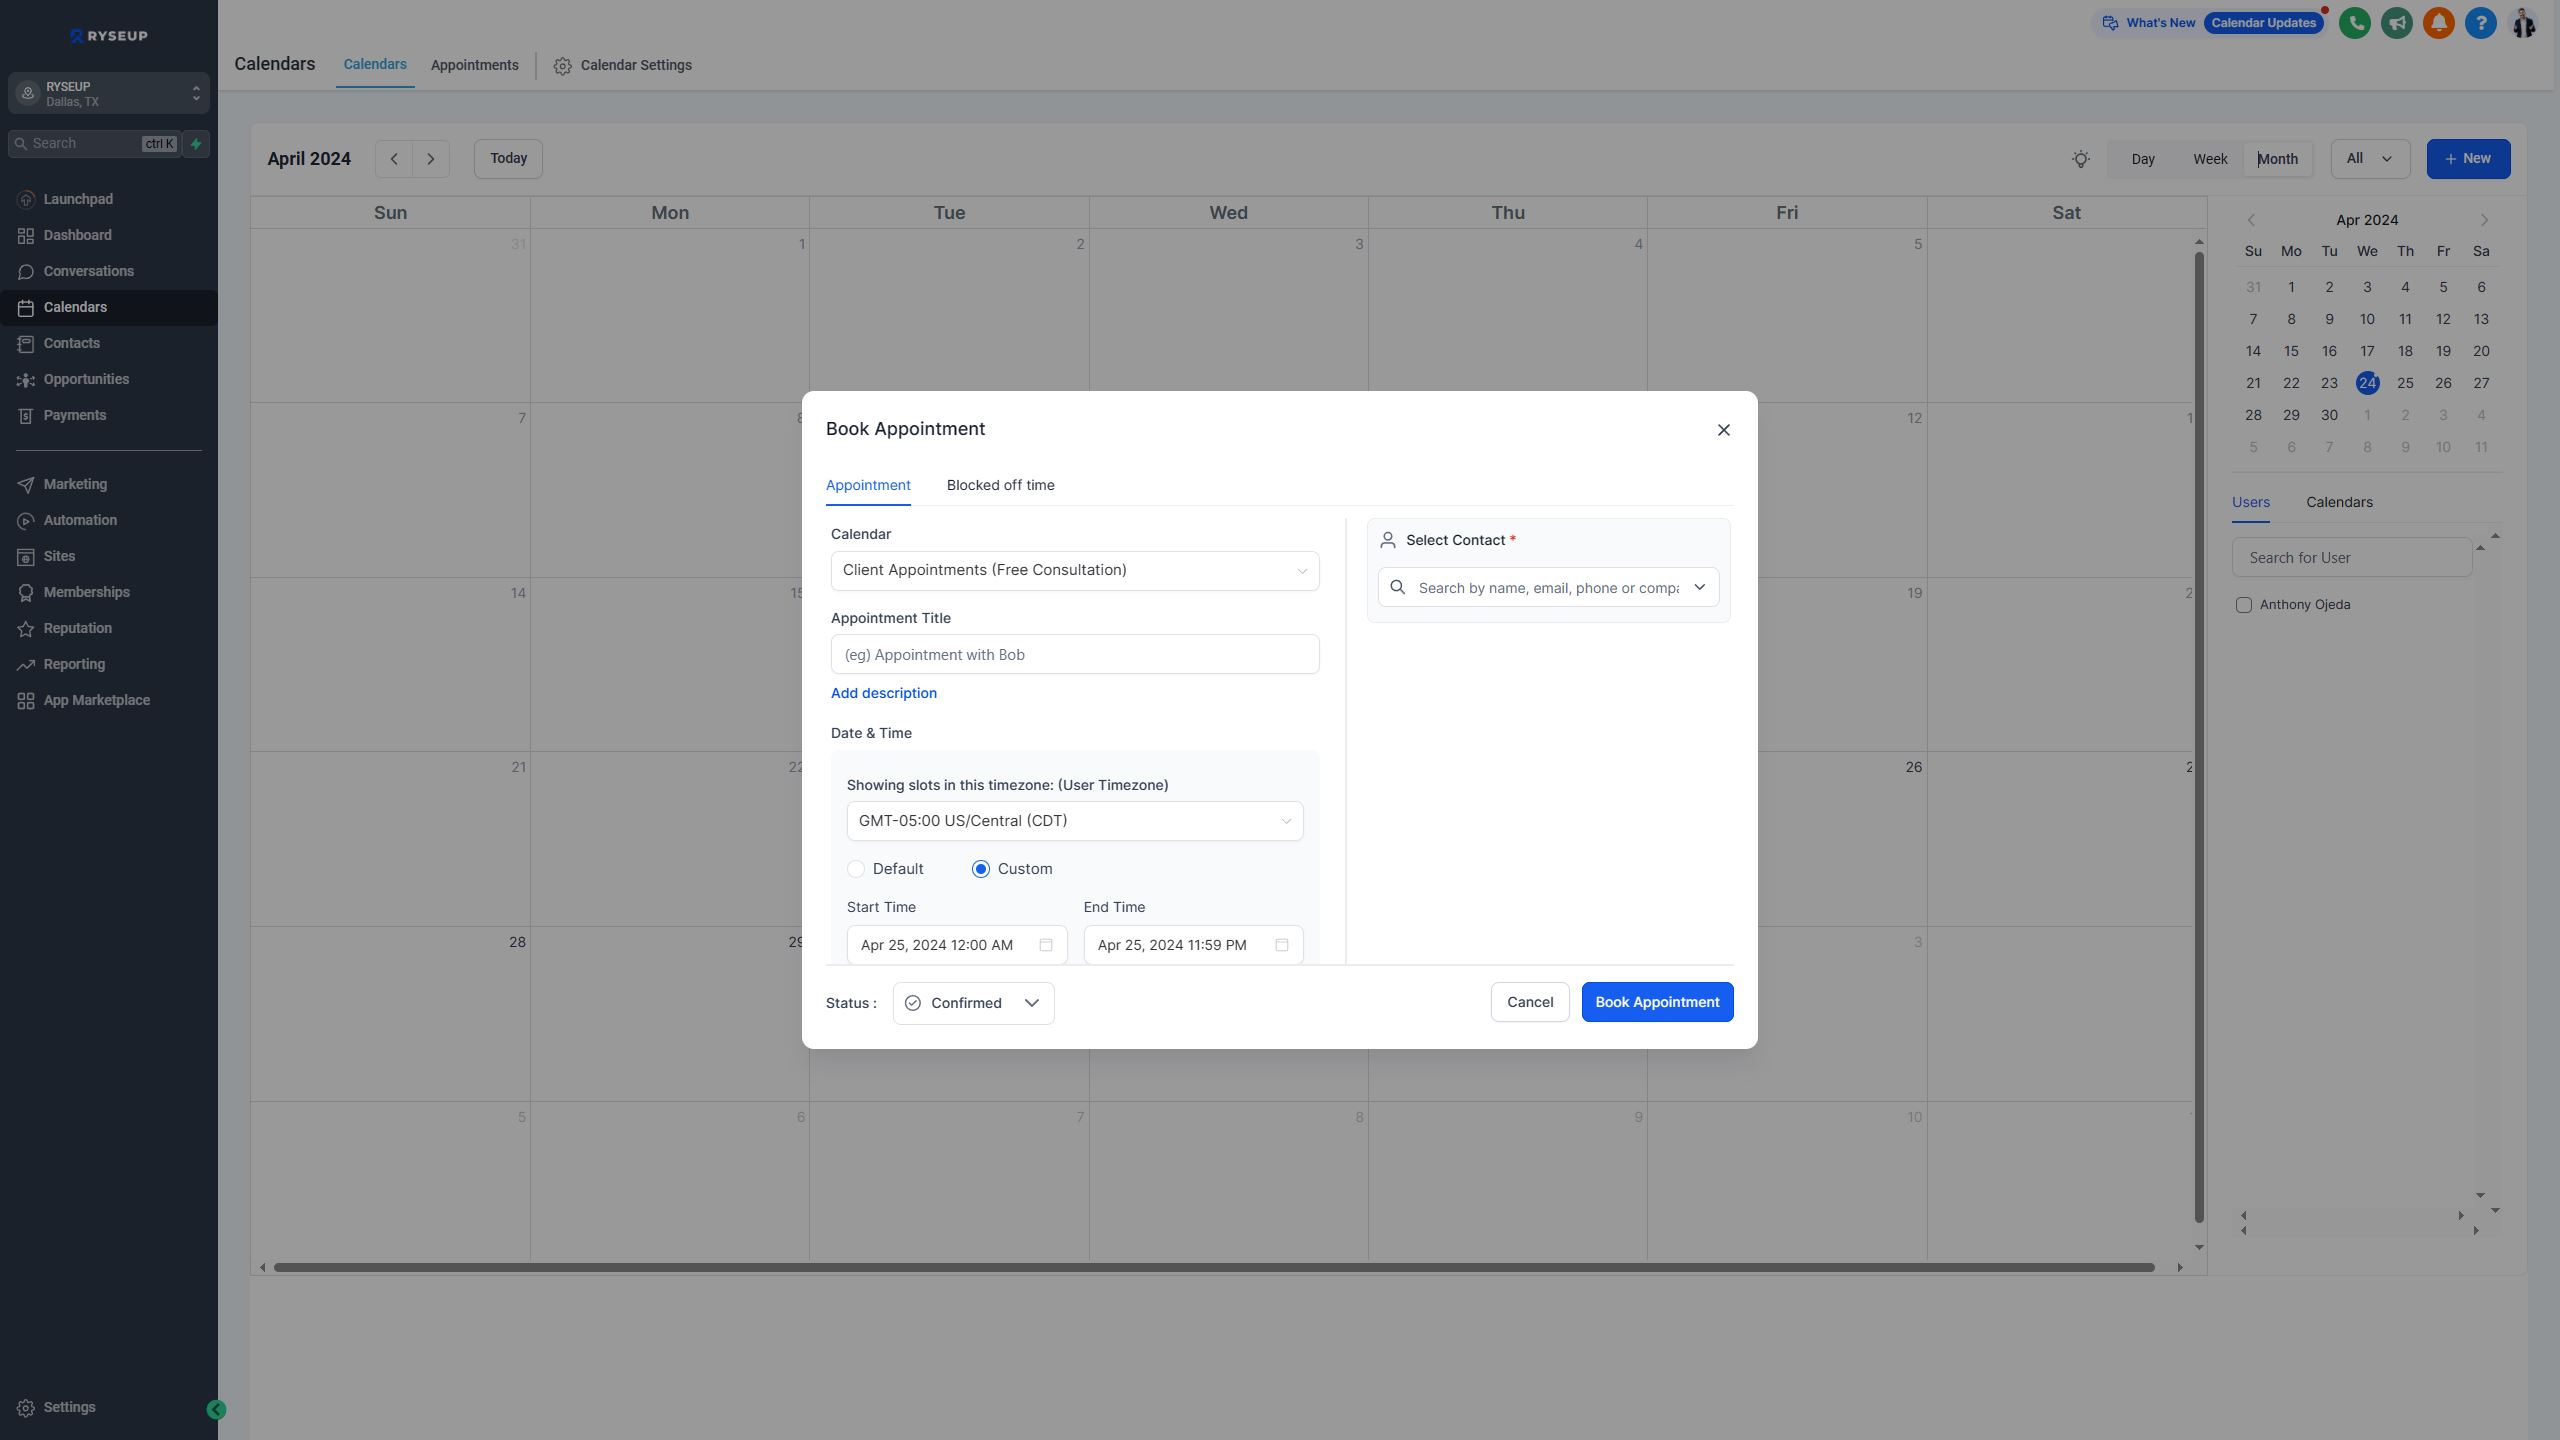 RYSEUP
RYSEUP
Dallas, TX
Search
ctrl K
Launchpad
Dashboard
Conversations
Calendars
Contacts
Opportunities
Payments
Marketing
Automation
Sites
Memberships
Reputation
Reporting
App Marketplace
Settings
What's New
Calendar Updates
Calendars
Calendars
Appointments
Calendar Settings
April 2024
Today
Day
Week
Month
All
+ New
Sun Mon Tue Wed Thu Fri Sat
31 1 2 3 4 5
7 8 12 1
14 15 19 2
21 22 26 2
28 29 3
5 6 7 8 9 10
Book Appointment
Appointment
Blocked off time
Calendar
Client Appointments (Free Consultation)
Appointment Title
(eg) Appointment with Bob
Add description
Date & Time
Showing slots in this timezone: (User Timezone)
GMT-05:00 US/Central (CDT)
Default
Custom
Start Time
End Time
Apr 25, 2024 12:00 AM
Apr 25, 2024 11:59 PM
Select Contact *
Search by name, email, phone or compa
Status :
Confirmed
Cancel
Book Appointment
Apr 2024
Su Mo Tu We Th Fr Sa
31 1 2 3 4 5 6
7 8 9 10 11 12 13
14 15 16 17 18 19 20
21 22 23 24 25 26 27
28 29 30 1 2 3 4
5 6 7 8 9 10 11
Users
Calendars
Search for User
Anthony Ojeda